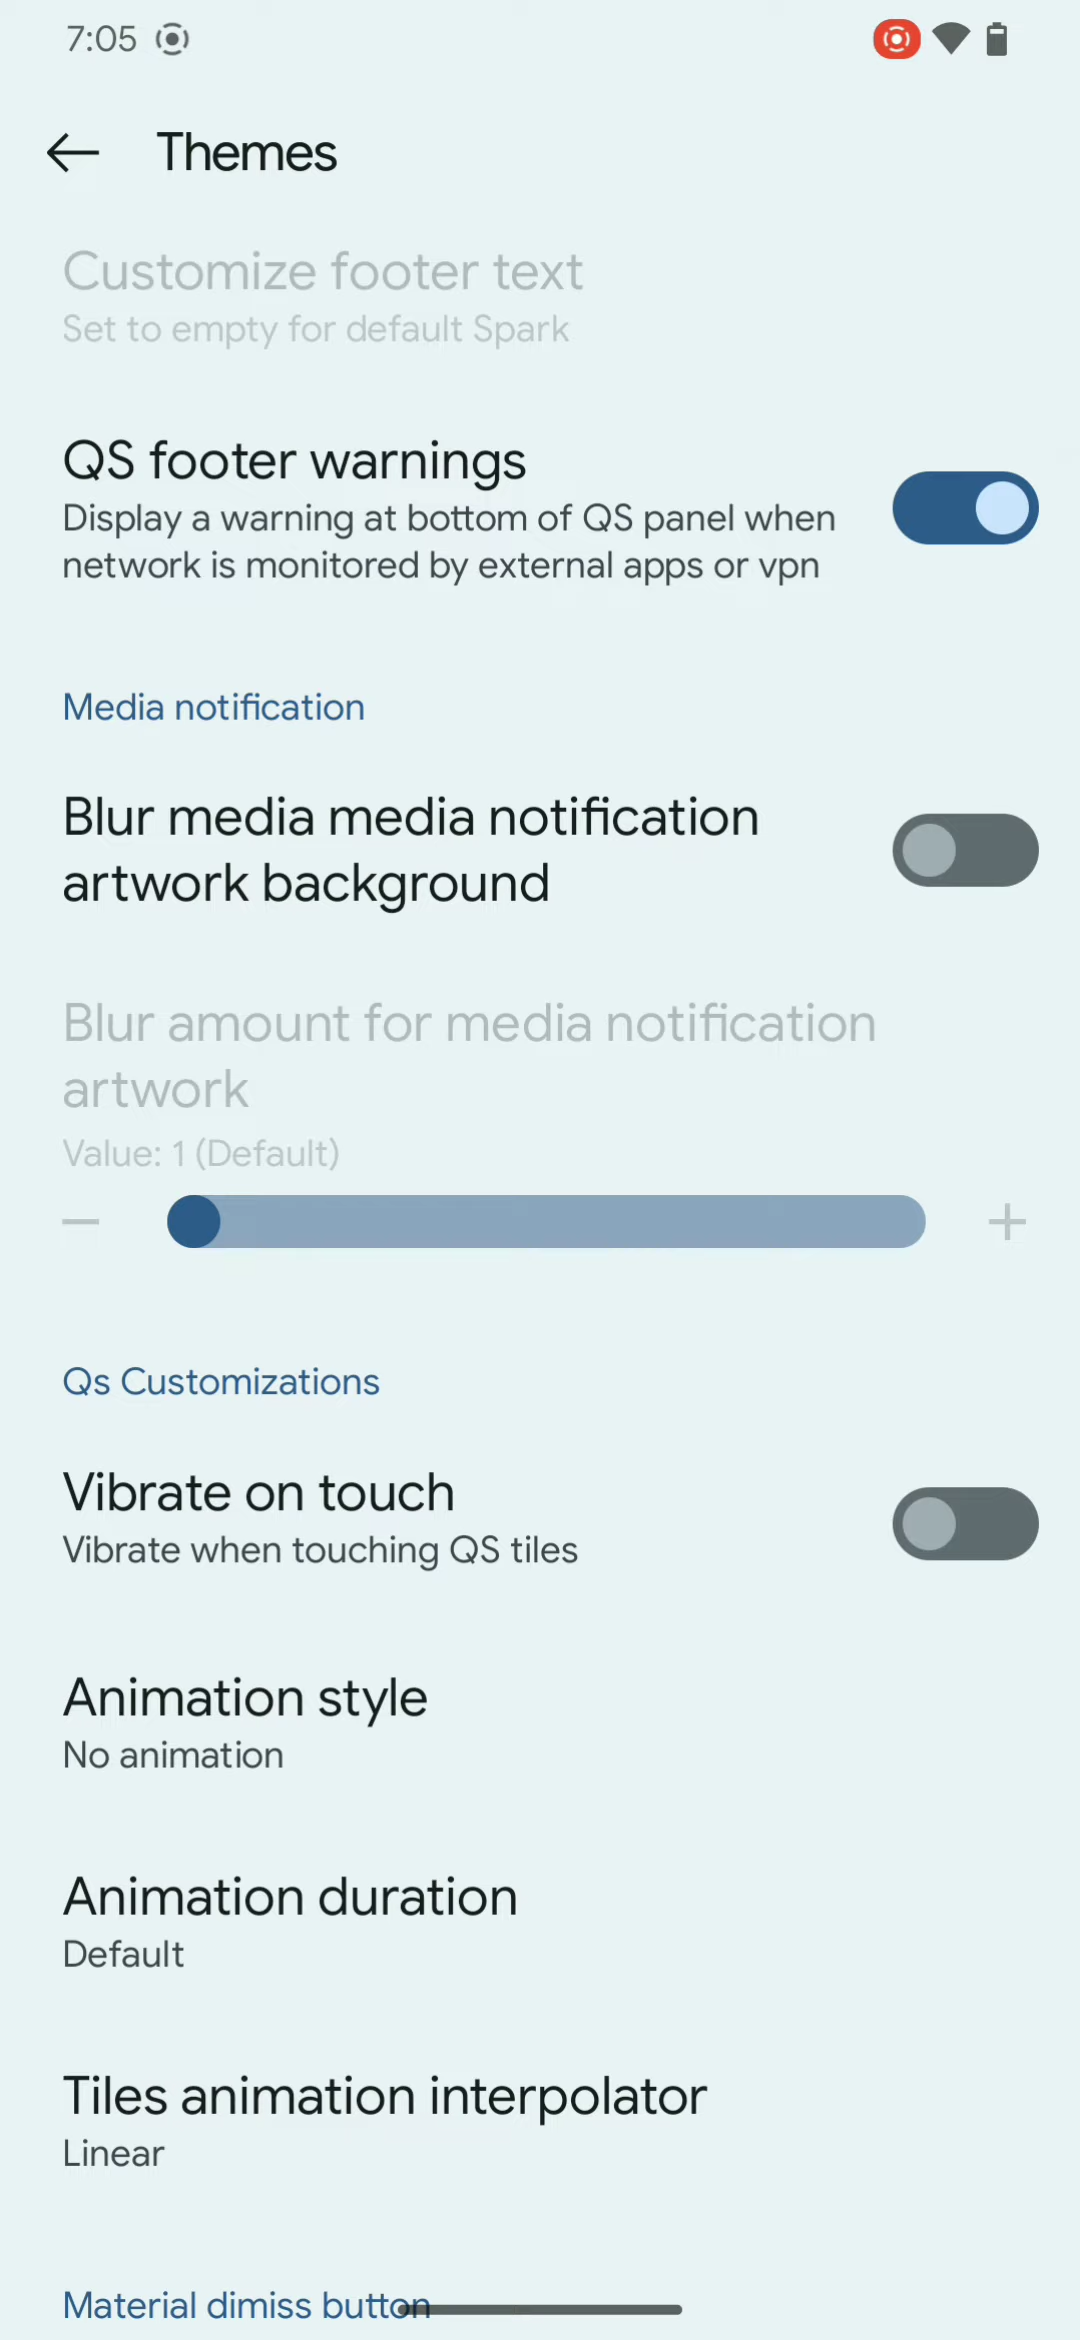 7:05
Themes
Customize footer text
Set to empty for default Spark
QS footer warnings
Display a warning at bottom of QS panel when
network is monitored by external apps or vpn
Media notification
Blur media media notification
artwork background
Blur amount for media notification
artwork
Value: 1 (Default)
Qs Customizations
Vibrate on touch
Vibrate when touching QS tiles
Animation style
No animation
Animation duration
Default
Tiles animation interpolator
Linear
Material dimiss button